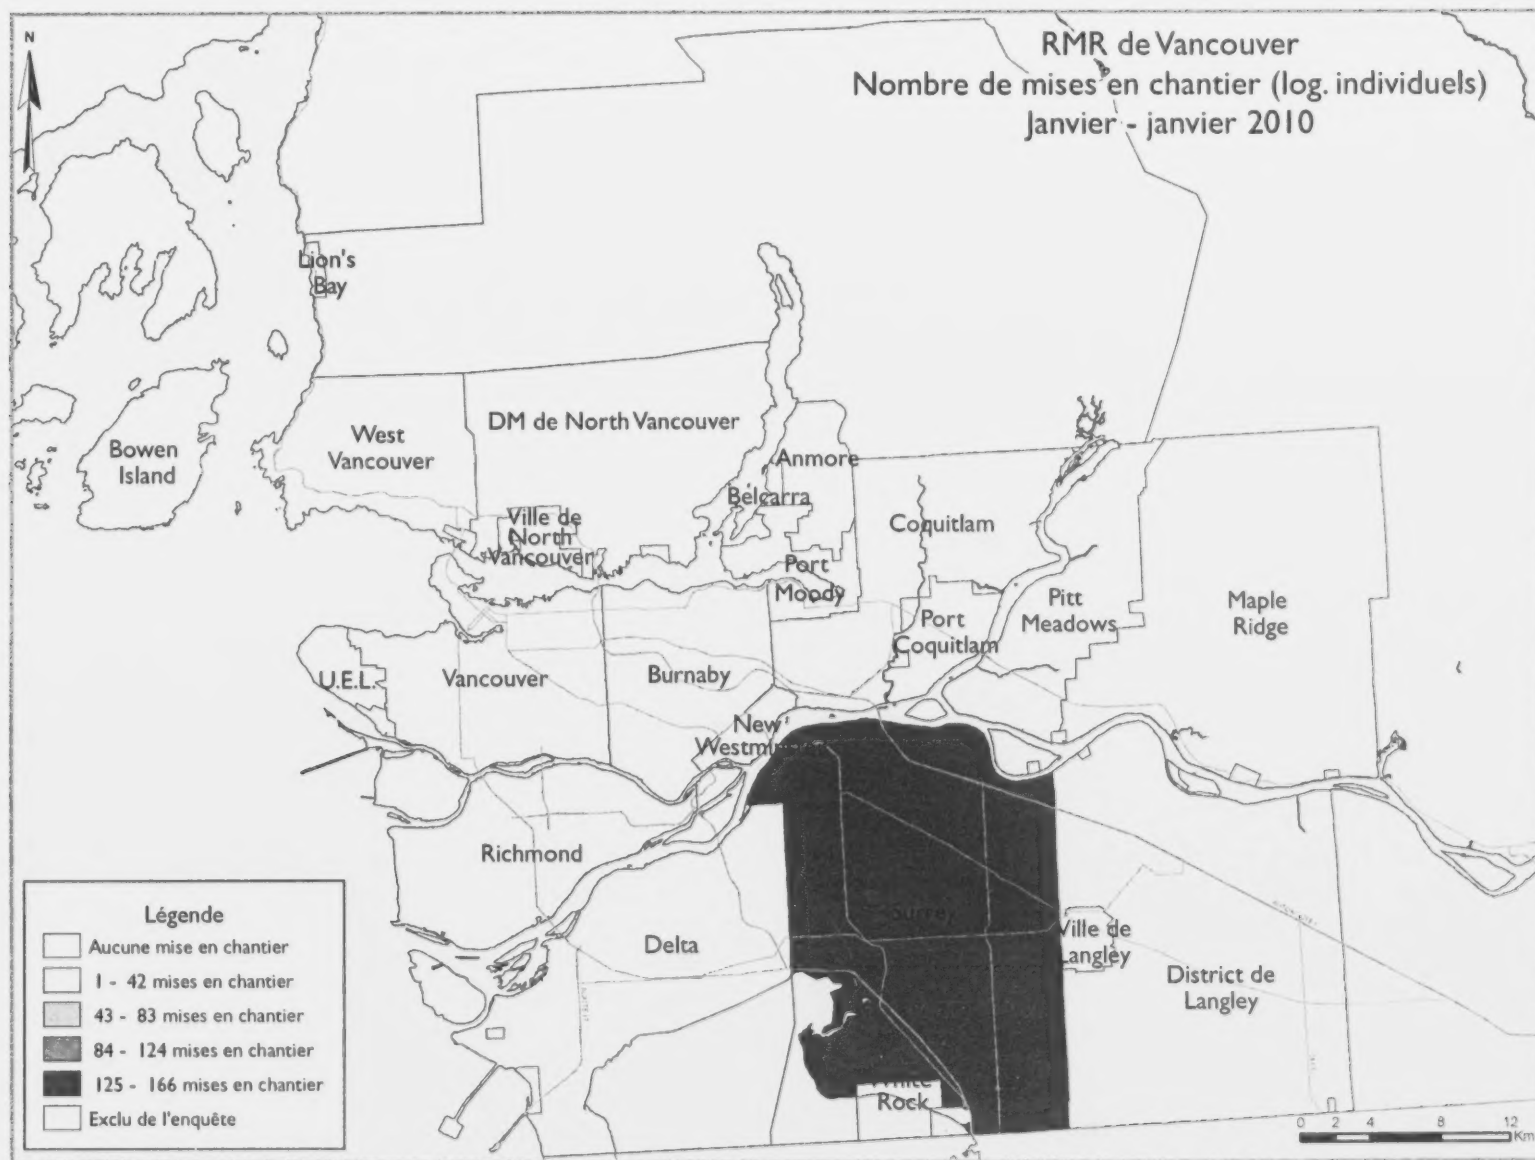 N
RMR de Vancouver
Nombre de mises en chantier (log. individuels)
Janvier - janvier 2010
Lion's
Bay
DM de North Vancouver
West
Vancouver
Bowen
Island
Anmore
Belcarra
Coquitlam
Ville de
North
Vancouver
Port
Moody
Pitt
Meadows
Maple
Ridge
Port
Coquitlam
U.E.L.
Vancouver
Burnaby
New
Westminster
Richmond
Surrey
Delta
Ville de
Langley
District de
Langley
White
Rock
Légende
Aucune mise en chantier
1 - 42 mises en chantier
43 - 83 mises en chantier
84 - 124 mises en chantier
125 - 166 mises en chantier
Exclu de l'enquête
0 2 4 8 12
Km